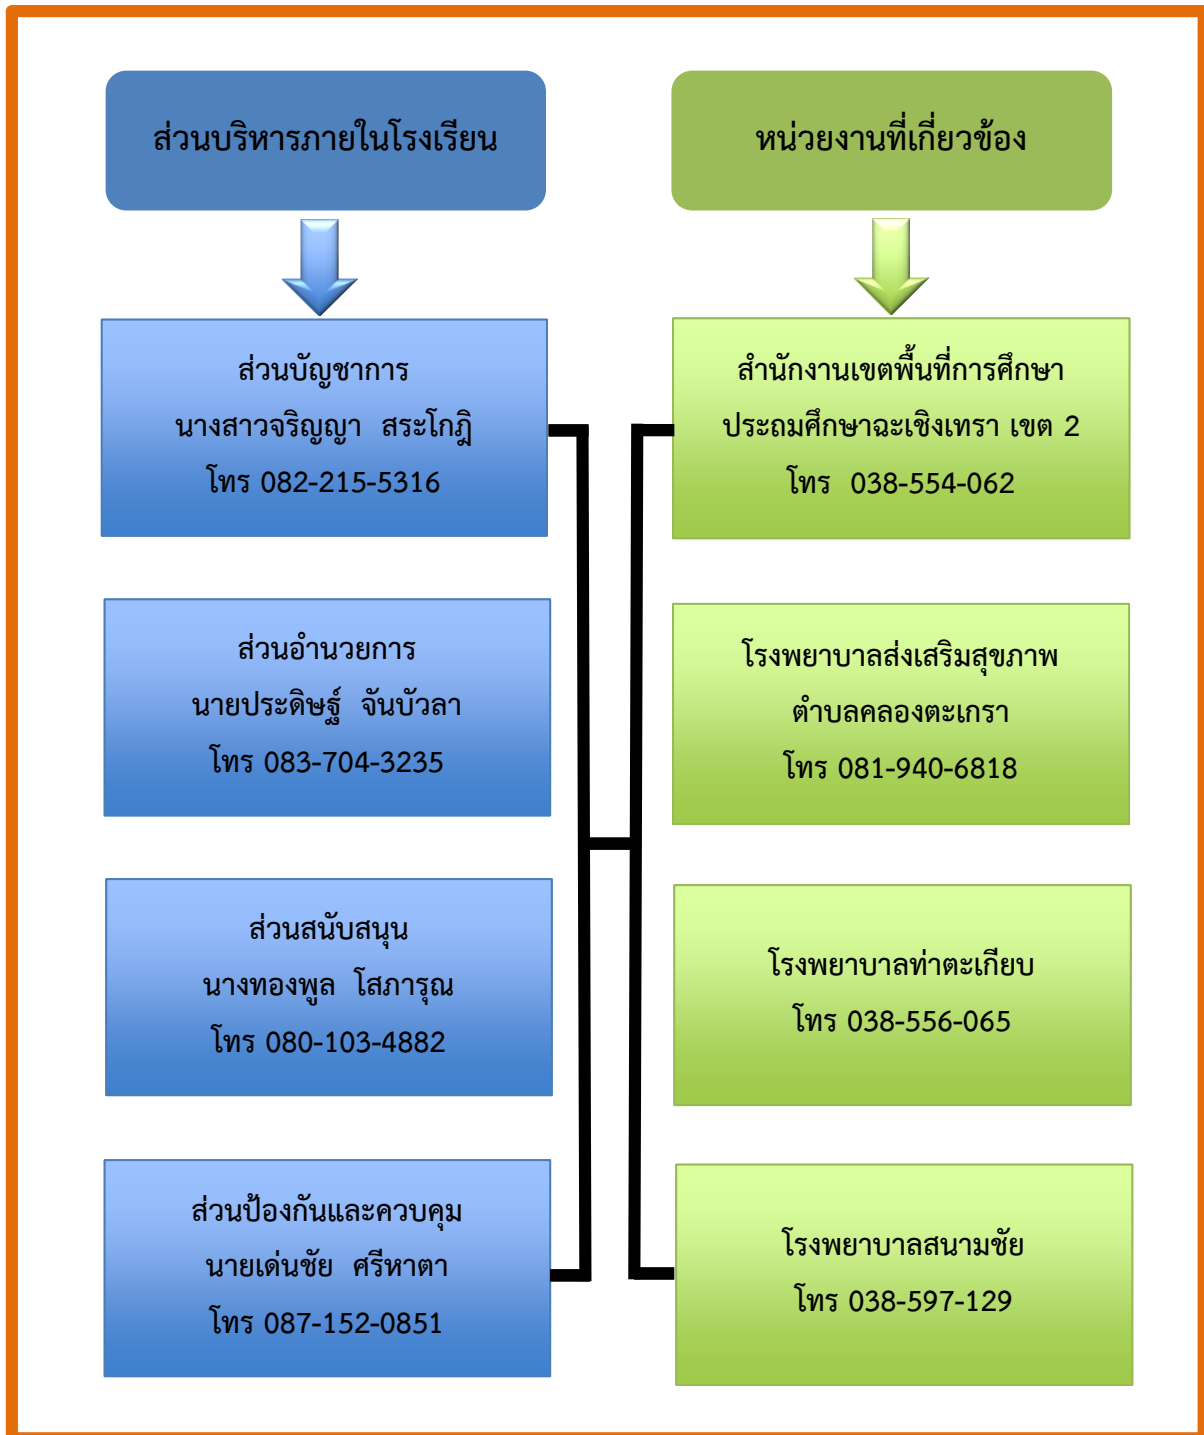 ส่วนบริหารภายในโรงเรียน
หน่วยงานที่เกี่ยวข้อง
ส่วนบัญชาการ
นางสาวจริญญา สระโกฎิ
โทร 082-215-5316
ส่วนอำนวยการ
นายประดิษฐ์ จันบัวลา
โทร 083-704-3235
ส่วนสนับสนุน
นางทองพูล โสภารุณ
โทร 080-103-4882
ส่วนป้องกันและควบคุม
นายเด่นชัย ศรีหาตา
โทร 087-152-0851
สำนักงานเขตพื้นที่การศึกษา
ประถมศึกษาฉะเชิงเทรา เขต 2
โทร 038-554-062
โรงพยาบาลส่งเสริมสุขภาพ
ตำบลคลองตะเกรา
โทร 081-940-6818
โรงพยาบาลท่าตะเกียบ
โทร 038-556-065
โรงพยาบาลสนามชัย
โทร 038-597-129